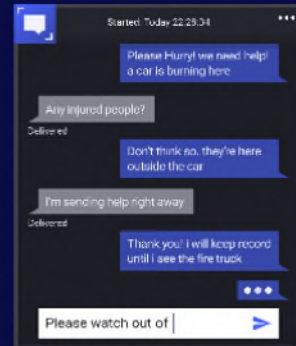 Started: Today 22:28:34
Please Hurry! we need help!
a car is burning here
Any injured people?
Delivered
Don't think so. they're here
outside the car
I'm sending help right away
Delivered
Thank you! i will keep record
until i see the fire truck
Please watch out of